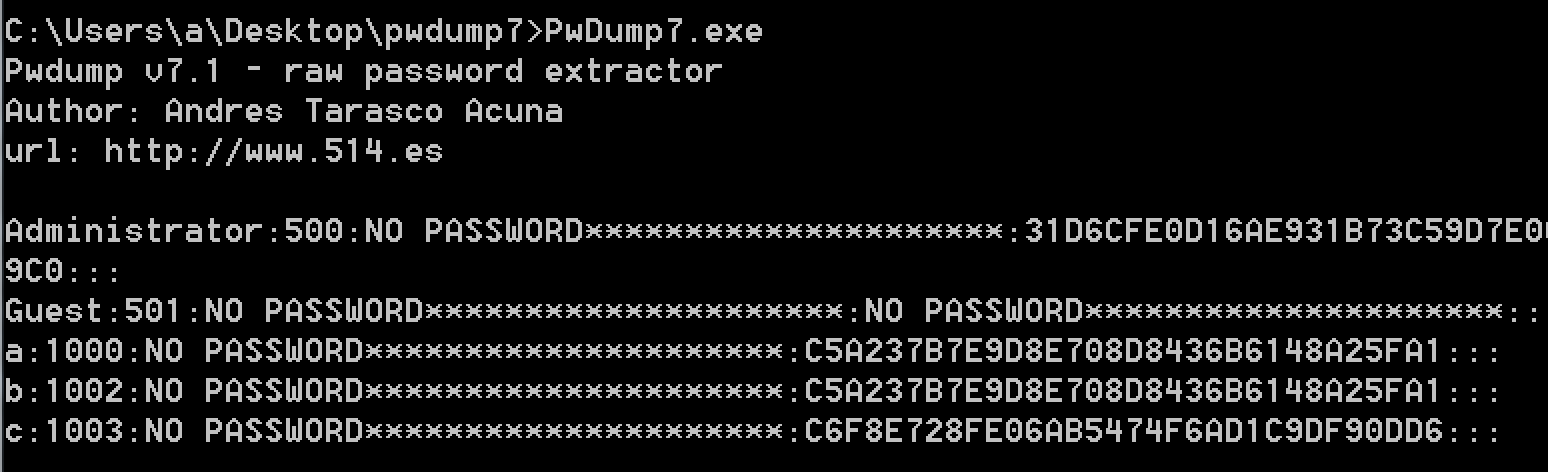 C:\Users\a\Desktop\pwdump7>PwDump7.exe
Pwdump v7.1 - raw password extractor
Author: Andres Tarasco Acuna
url: http://www.514.es
Administrator:500:NO PASSWORD*********************:31D6CFE0D16AE931B73C59D7E0
9C0:::
Guest:501:NO PASSWORD*********************:NO PASSWORD*********************::
a:1000:NO PASSWORD*********************:C5A237B7E9D8E708D8436B6148A25FA1:::
b:1002:NO PASSWORD*********************:C5A237B7E9D8E708D8436B6148A25FA1:::
c:1003:NO PASSWORD*********************:C6F8E728FE06AB5474F6AD1C9DF90DD6:::